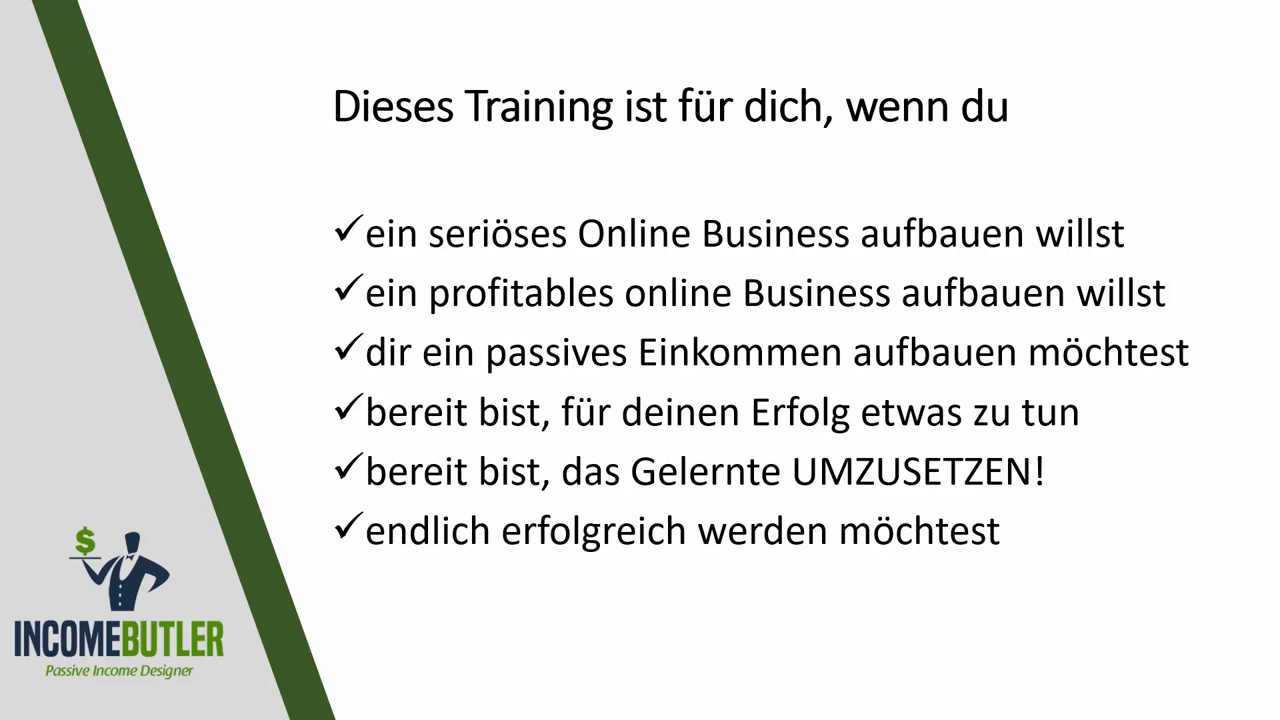 Dieses Training ist für dich, wenn du
✓ein seriöses Online Business aufbauen willst
✓ein profitables online Business aufbauen willst
✓dir ein passives Einkommen aufbauen möchtest
✓bereit bist, für deinen Erfolg etwas zu tun
✓bereit bist, das Gelernte UMZUSETZEN!
✓endlich erfolgreich werden möchtest
$
INCOMEBUTLER
Passive Income Designer